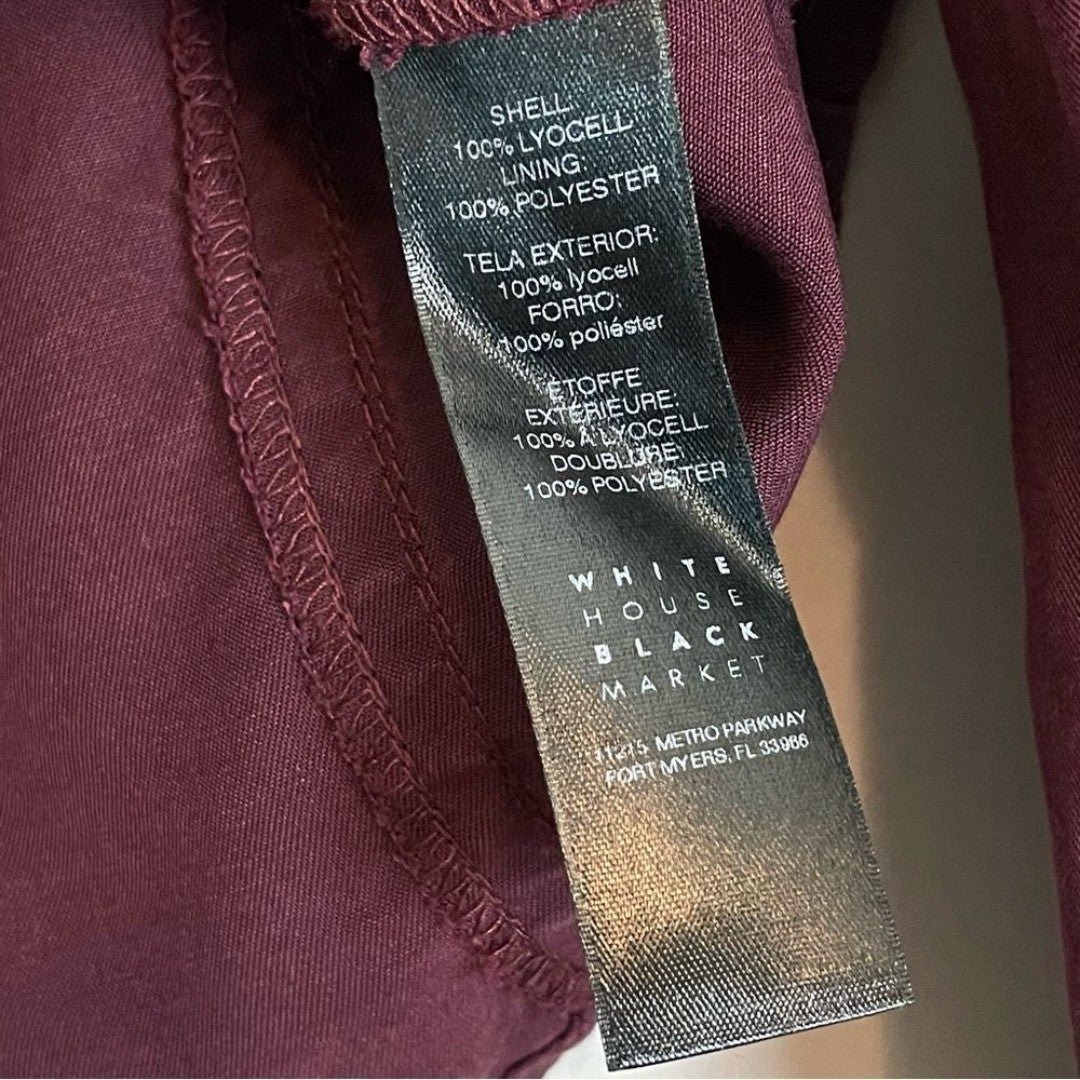 SHELL:
100% LYOCELL
LINING:
100% POLYESTER
TELA EXTERIOR:
100% lyocell
FORRO:
100% poliéster
ÉTOFFE
EXTÉRIEURE:
100% À LYOCELL
DOUBLURE:
100% POLYESTER
WHITE
HOUSE
BLACK
MARKET
11215 METRO PARKWAY
FORT MYERS, FL 33966